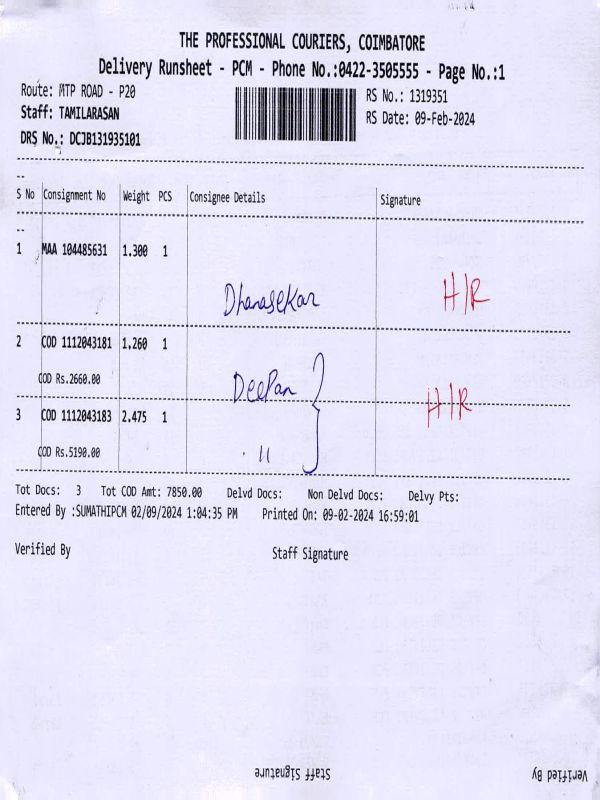 THE PROFESSIONAL COURIERS, COIMBATORE
Delivery Runsheet - PCM - Phone No.:0422-3505555 - Page No.:1
Route: MTP ROAD - P20
RS No.: 1319351
Staff: TAMILARASAN
RS Date: 09-Feb-2024
DRS No.: DCJB131935101
S No Consignment No Weight PCS Consignee Details Signature
1 MAA 104485631 1.300 1
Dhanasekar H/R
2 COD 1112043181 1.260 1
COD Rs.2660.00 Deepan H/R
3 COD 1112043183 2.475 1
COD Rs.5190.00 "
Tot Docs: 3 Tot COD Amt: 7850.00 Delvd Docs: Non Delvd Docs: Delvy Pts:
Entered By :SUMATHIPCM 02/09/2024 1:04:35 PM Printed On: 09-02-2024 16:59:01
Verified By Staff Signature
Verified By Staff Signature